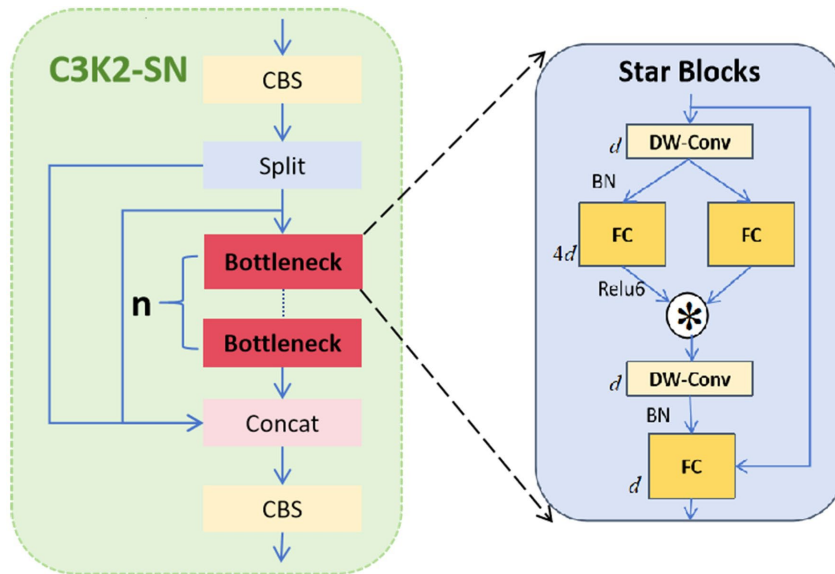 C3K2-SN
CBS
Split
Bottleneck
n
Bottleneck
Concat
CBS
Star Blocks
d
DW-Conv
BN
FC
FC
4d
Relu6
*
d
DW-Conv
BN
FC
d